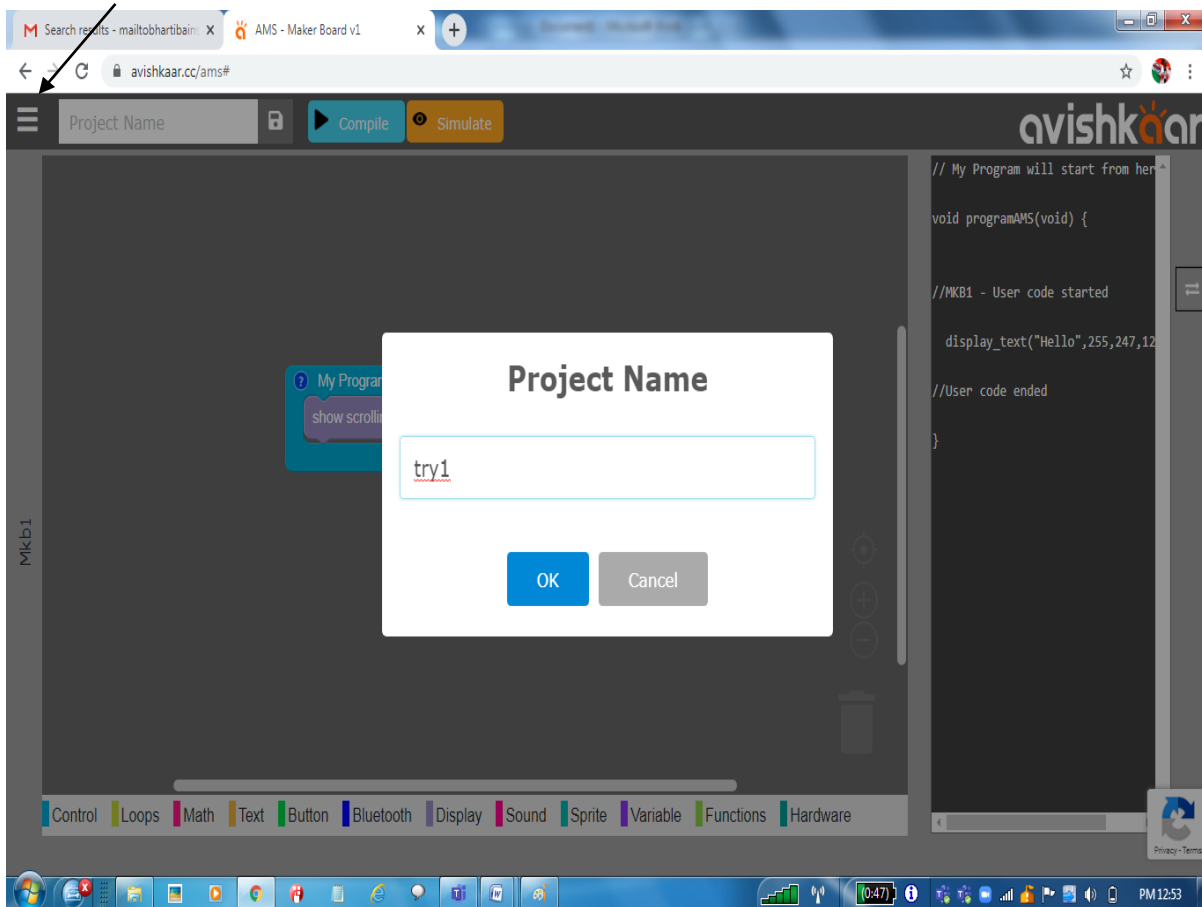 Search results - mailtobhartibain
AMS - Maker Board v1
avishkaar.cc/ams#
Project Name
Compile
Simulate
avishkaar
// My Program will start from her
void programAMS(void) {
//MKB1 - User code started
display_text("Hello",255,247,12
//User code ended
}
My Progran
show scrollin
Project Name
try1
OK
Cancel
Mkb1
Control Loops Math Text Button Bluetooth Display Sound Sprite Variable Functions Hardware
Privacy - Terms
(0:47)
PM 12:53